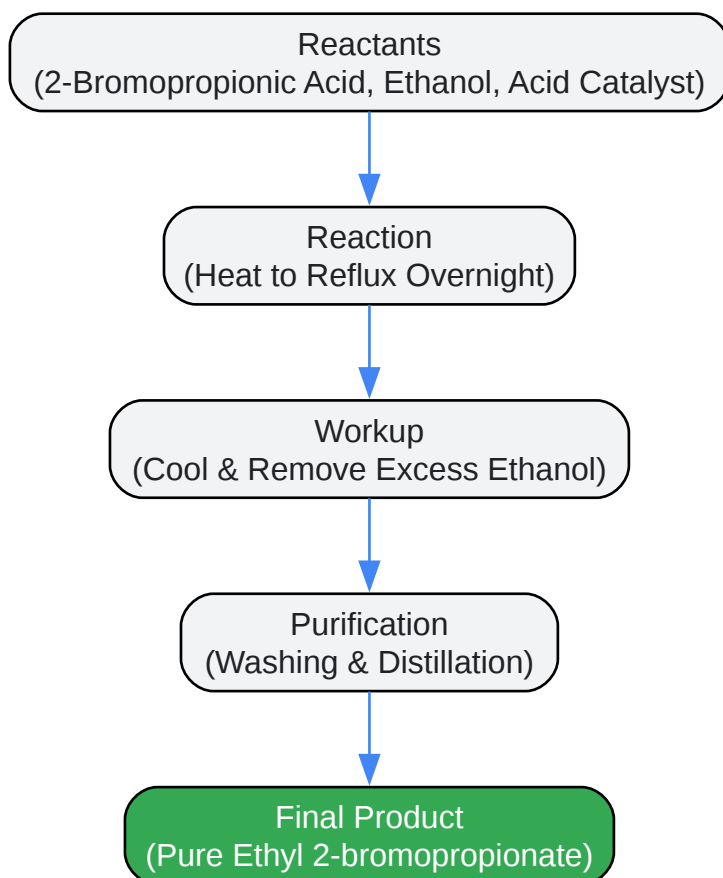 Reactants
(2-Bromopropionic Acid, Ethanol, Acid Catalyst)
Reaction
(Heat to Reflux Overnight)
Workup
(Cool & Remove Excess Ethanol)
Purification
(Washing & Distillation)
Final Product
(Pure Ethyl 2-bromopropionate)